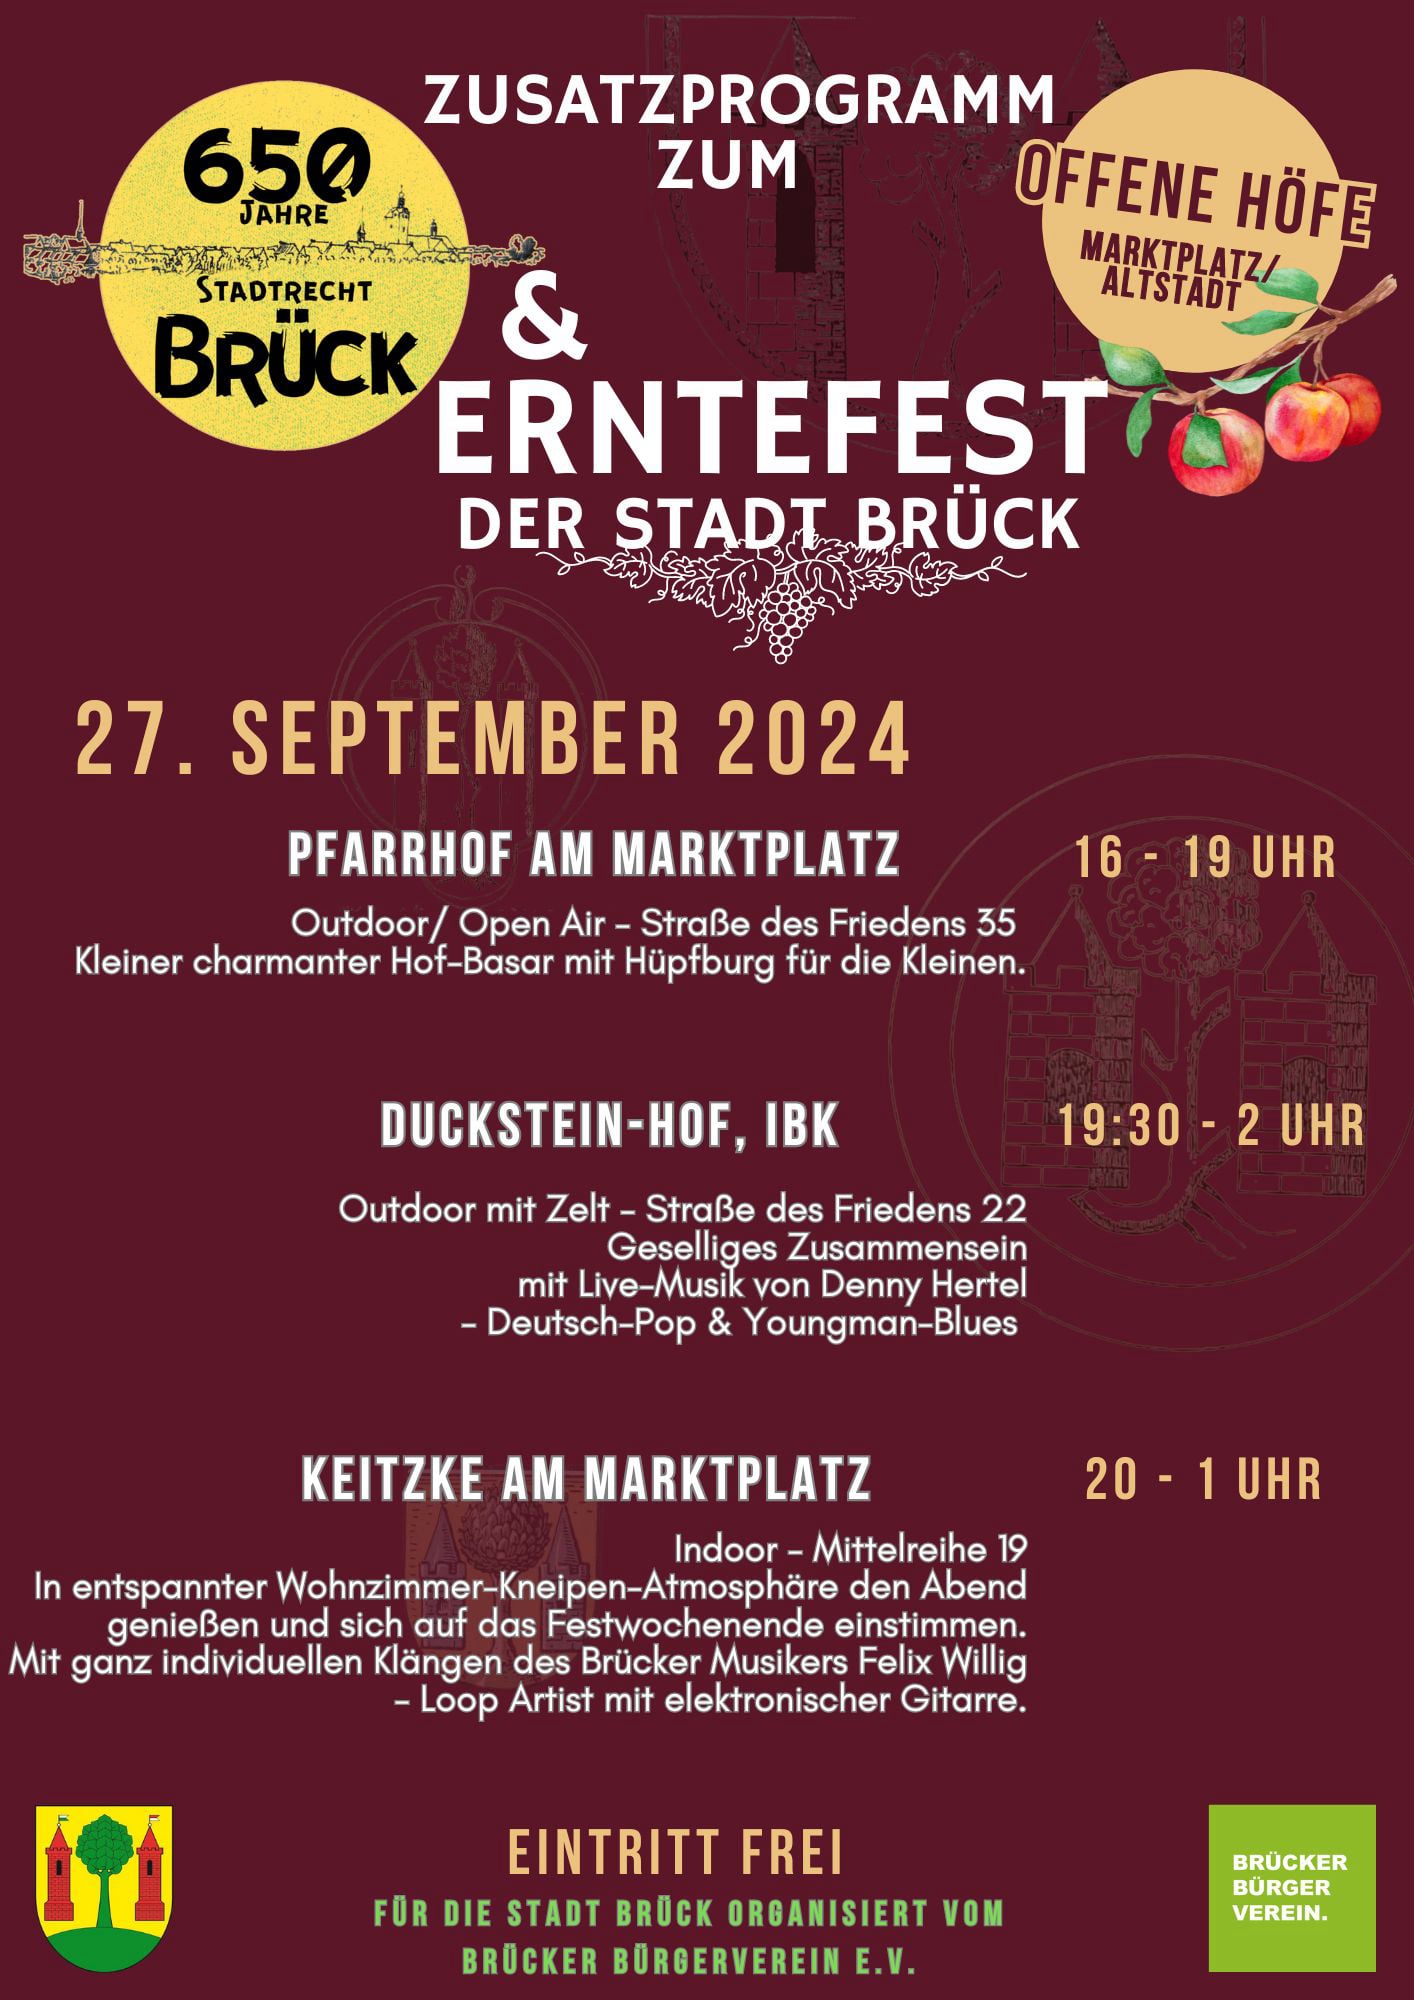 ZUSATZPROGRAMM
ZUM
650
JAHRE
STADTRECHT
BRÜCK
OFFENE HÖFE
MARKTPLATZ/
ALTSTADT
&
ERNTEFEST
DER STADT BRÜCK
27. SEPTEMBER 2024
PFARRHOF AM MARKTPLATZ 16 - 19 UHR
Outdoor/ Open Air - Straße des Friedens 35
Kleiner charmanter Hof-Basar mit Hüpfburg für die Kleinen.
DUCKSTEIN-HOF, IBK 19:30 - 2 UHR
Outdoor mit Zelt - Straße des Friedens 22
Geselliges Zusammensein
mit Live-Musik von Denny Hertel
- Deutsch-Pop & Youngman-Blues
KEITZKE AM MARKTPLATZ 20 - 1 UHR
Indoor - Mittelreihe 19
In entspannter Wohnzimmer-Kneipen-Atmosphäre den Abend
genießen und sich auf das Festwochenende einstimmen.
Mit ganz individuellen Klängen des Brücker Musikers Felix Willig
- Loop Artist mit elektronischer Gitarre.
EINTRITT FREI
FÜR DIE STADT BRÜCK ORGANISIERT VOM
BRÜCKER BÜRGERVEREIN E.V.
BRÜCKER
BÜRGER
VEREIN.